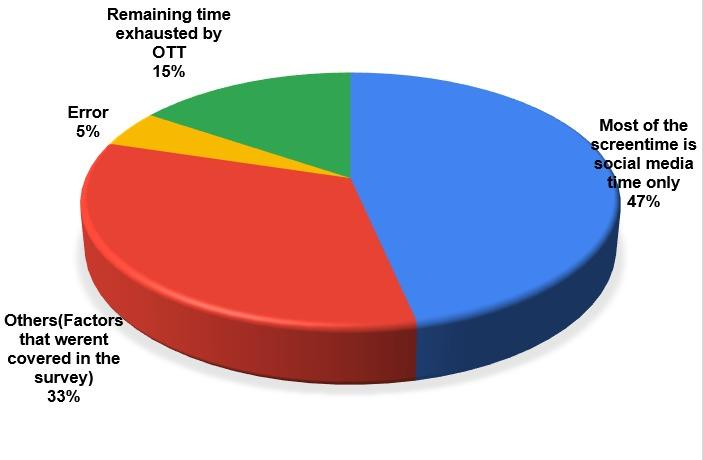 Remaining time
exhausted by
OTT
15%
Error
5%
Most of the
screentime is
social media
time only
47%
Others(Factors
that werent
covered in the
survey)
33%